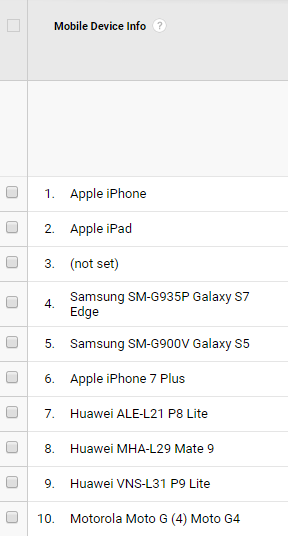 Mobile Device Info ?
1. Apple iPhone
2. Apple iPad
3. (not set)
4. Samsung SM-G935P Galaxy S7
Edge
5. Samsung SM-G900V Galaxy S5
6. Apple iPhone 7 Plus
7. Huawei ALE-L21 P8 Lite
8. Huawei MHA-L29 Mate 9
9. Huawei VNS-L31 P9 Lite
10. Motorola Moto G (4) Moto G4